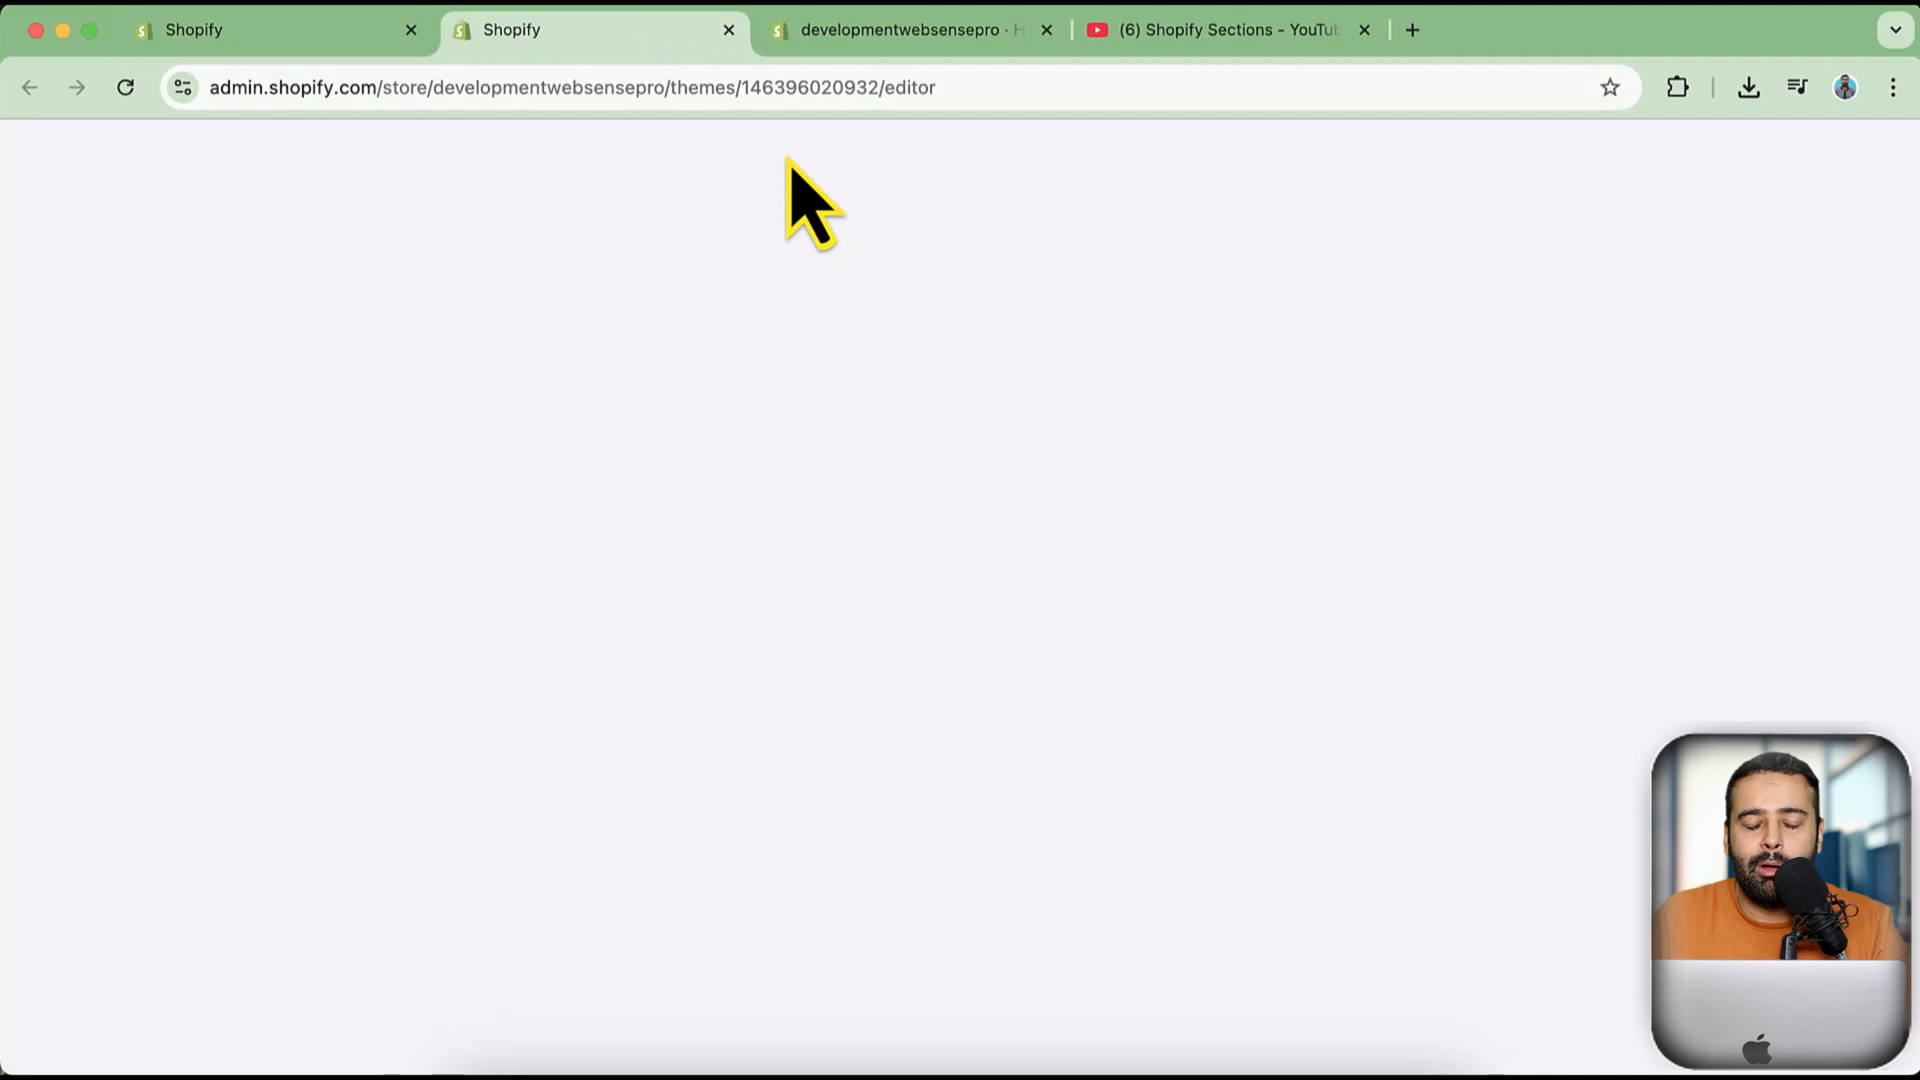 Shopify
Shopify
developmentwebsensepro · H
(6) Shopify Sections - YouTub
admin.shopify.com/store/developmentwebsensepro/themes/146396020932/editor